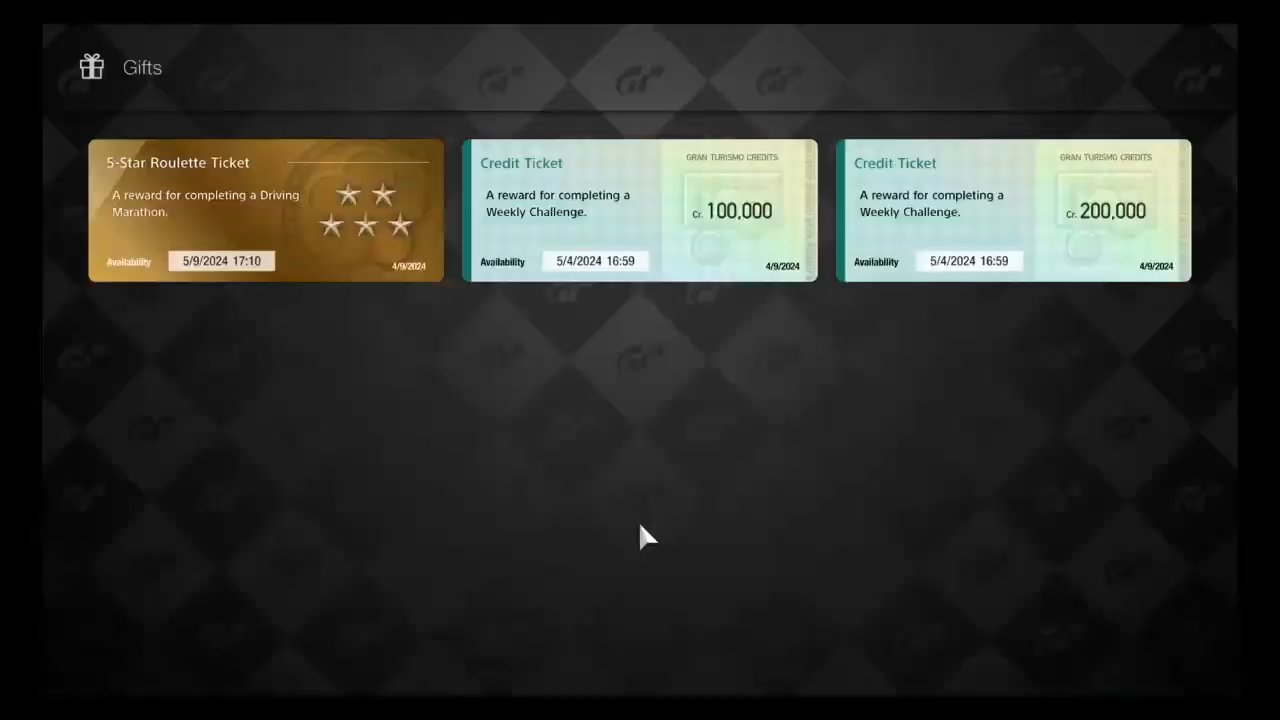 Gifts
5-Star Roulette Ticket
A reward for completing a Driving
Marathon.
Availability 5/9/2024 17:10
4/9/2024
Credit Ticket
A reward for completing a
Weekly Challenge.
GRAN TURISMO CREDITS
Cr. 100,000
Availability 5/4/2024 16:59
4/9/2024
Credit Ticket
A reward for completing a
Weekly Challenge.
GRAN TURISMO CREDITS
Cr. 200,000
Availability 5/4/2024 16:59
4/9/2024